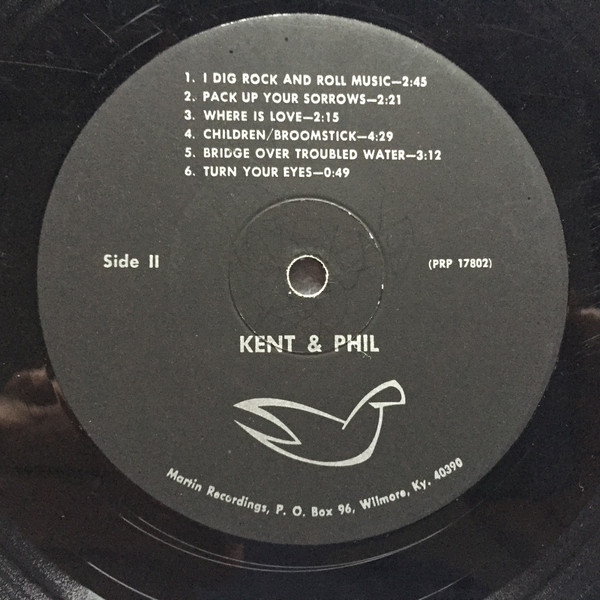 1. I DIG ROCK AND ROLL MUSIC—2:45
2. PACK UP YOUR SORROWS—2:21
3. WHERE IS LOVE—2:15
4. CHILDREN/BROOMSTICK—4:29
5. BRIDGE OVER TROUBLED WATER—3:12
6. TURN YOUR EYES—0:49
Side II
(PRP 17802)
KENT & PHIL
Martin Recordings, P. O. Box 96, Wilmore, Ky. 40390